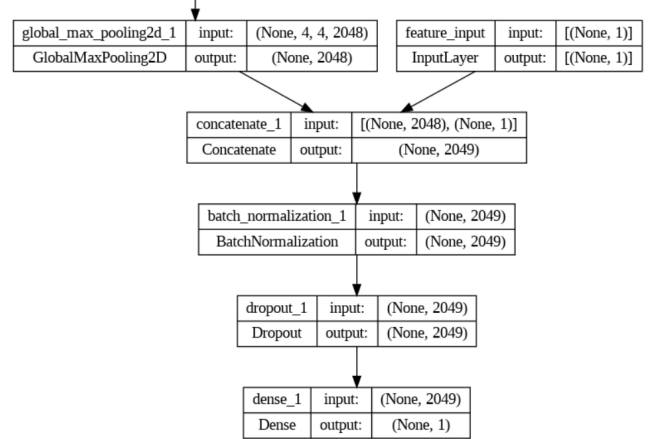 global_max_pooling2d_1 input: (None, 4, 4, 2048)
GlobalMaxPooling2D output: (None, 2048)
feature_input input: [(None, 1)]
InputLayer output: [(None, 1)]
concatenate_1 input: [(None, 2048), (None, 1)]
Concatenate output: (None, 2049)
batch_normalization_1 input: (None, 2049)
BatchNormalization output: (None, 2049)
dropout_1 input: (None, 2049)
Dropout output: (None, 2049)
dense_1 input: (None, 2049)
Dense output: (None, 1)